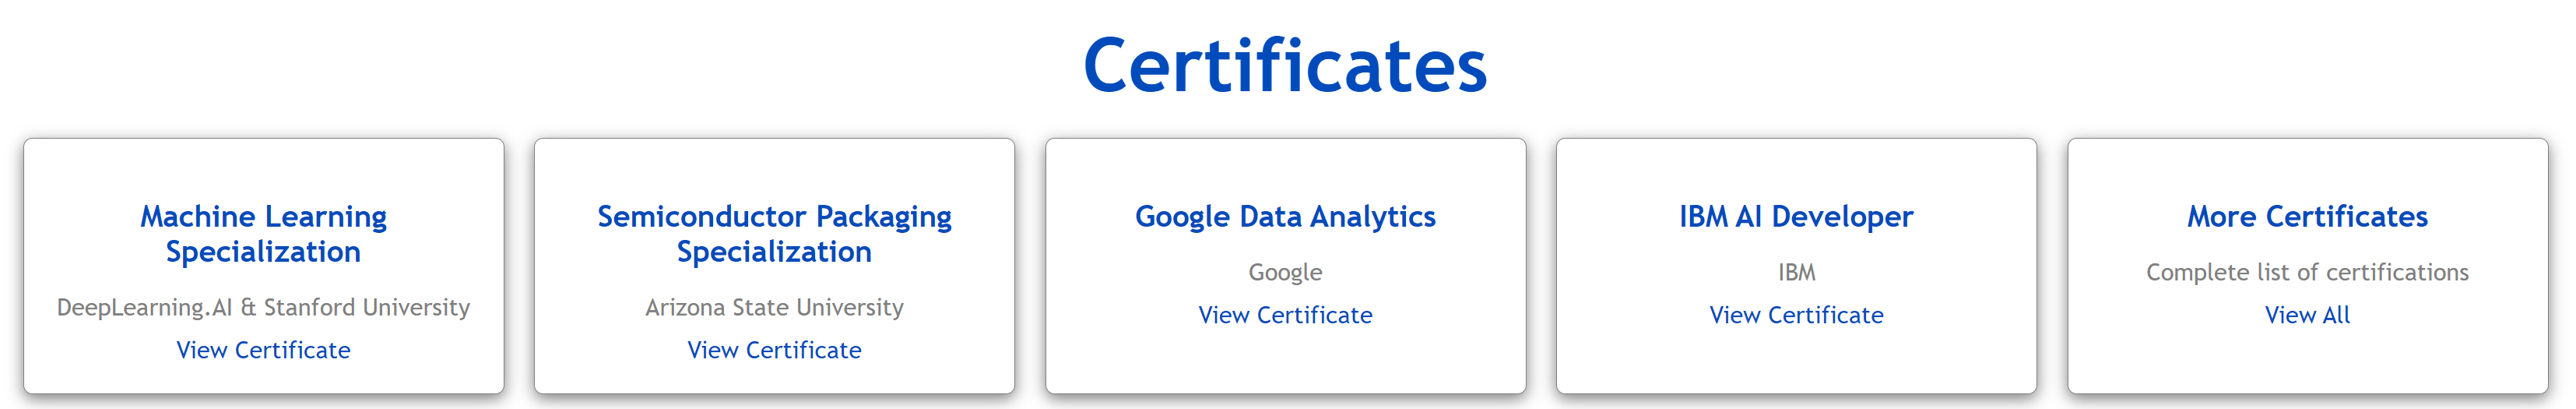 Certificates
Machine Learning
Specialization
DeepLearning.AI & Stanford University
View Certificate
Semiconductor Packaging
Specialization
Arizona State University
View Certificate
Google Data Analytics
Google
View Certificate
IBM AI Developer
IBM
View Certificate
More Certificates
Complete list of certifications
View All